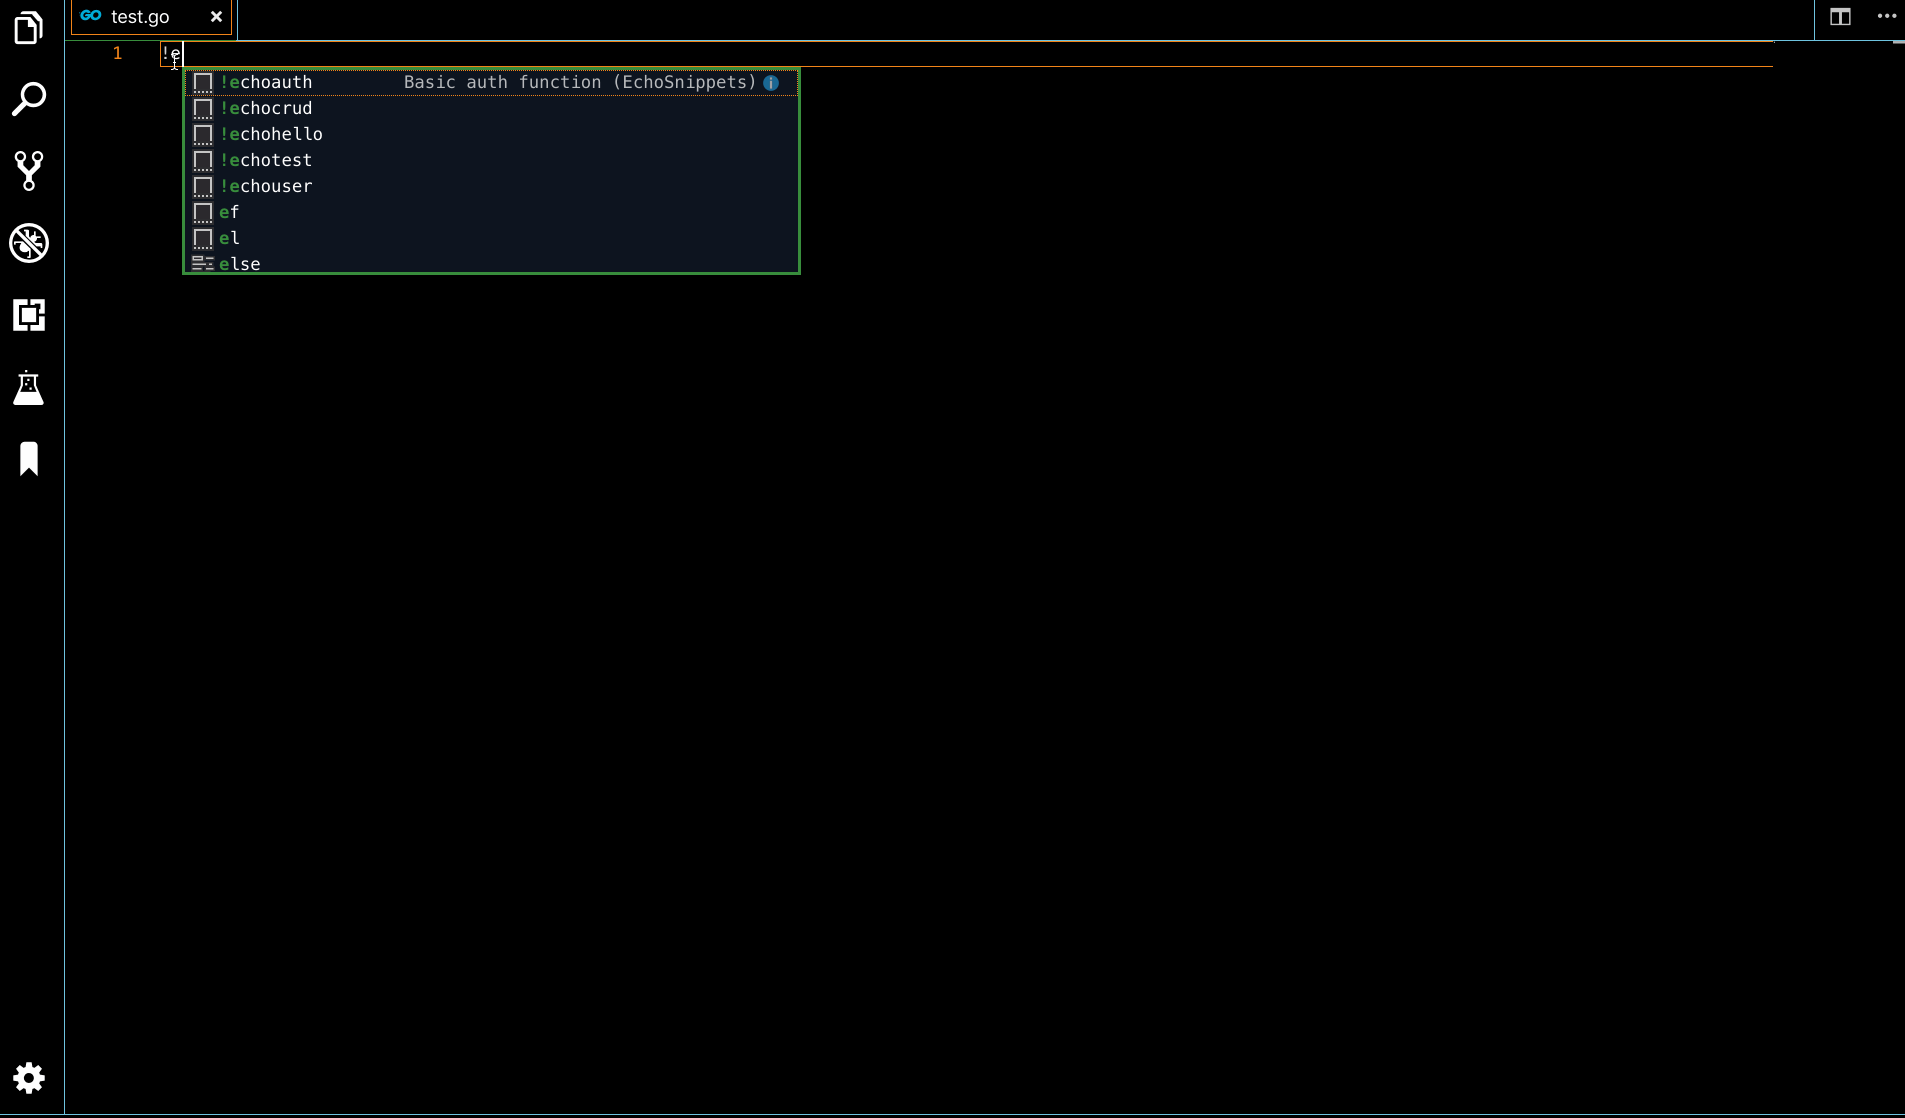 GO test.go
1 !e
!echoauth Basic auth function (EchoSnippets)
!echocrud
!echohello
!echotest
!echouser
ef
el
else